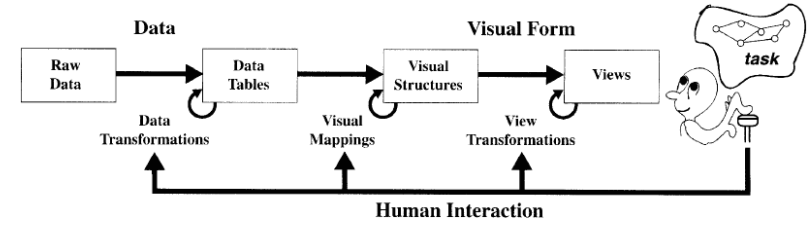 Data
Visual Form
Raw
Data
Data
Tables
Visual
Structures
Views
task
Data
Transformations
Visual
Mappings
View
Transformations
Human Interaction